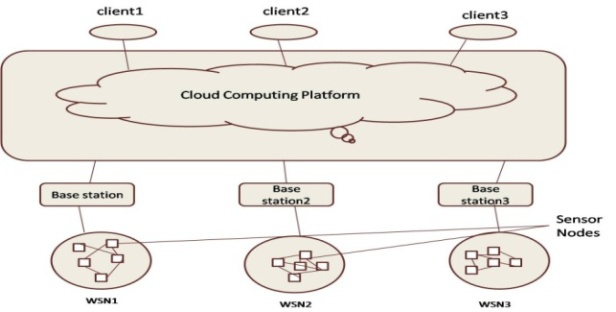 client1
client2
client3
Cloud Computing Platform
Base station
Base
station2
Base
station3
Sensor
Nodes
WSN1
WSN2
WSN3